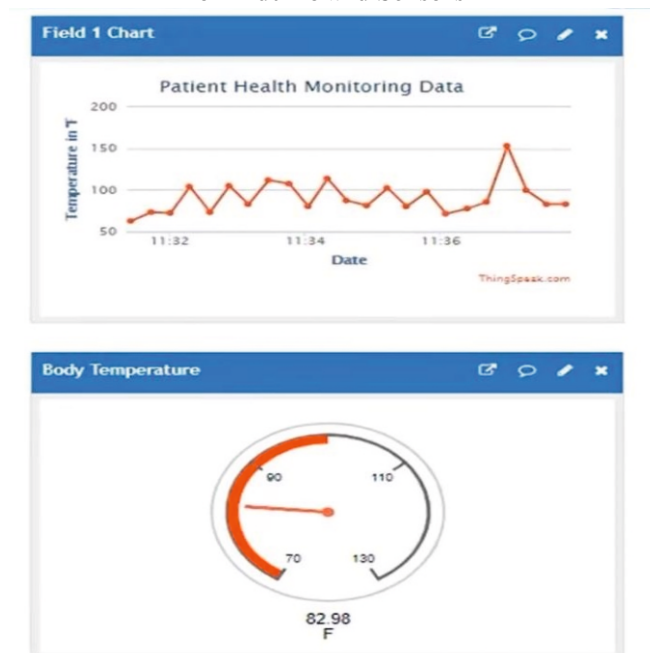 Field 1 Chart
Patient Health Monitoring Data
Temperature in °F
200
150
100
50
11:32 11:34 11:36
Date
ThingSpeak.com
Body Temperature
90 110
70 130
82.98
F